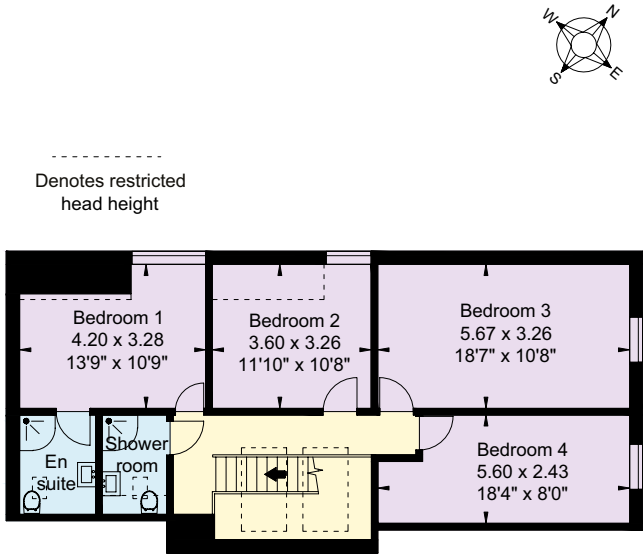 N
W
E
S
Denotes restricted
head height
Bedroom 1
4.20 x 3.28
13'9" x 10'9"
Bedroom 2
3.60 x 3.26
11'10" x 10'8"
Bedroom 3
5.67 x 3.26
18'7" x 10'8"
En
suite
Shower
room
Bedroom 4
5.60 x 2.43
18'4" x 8'0"